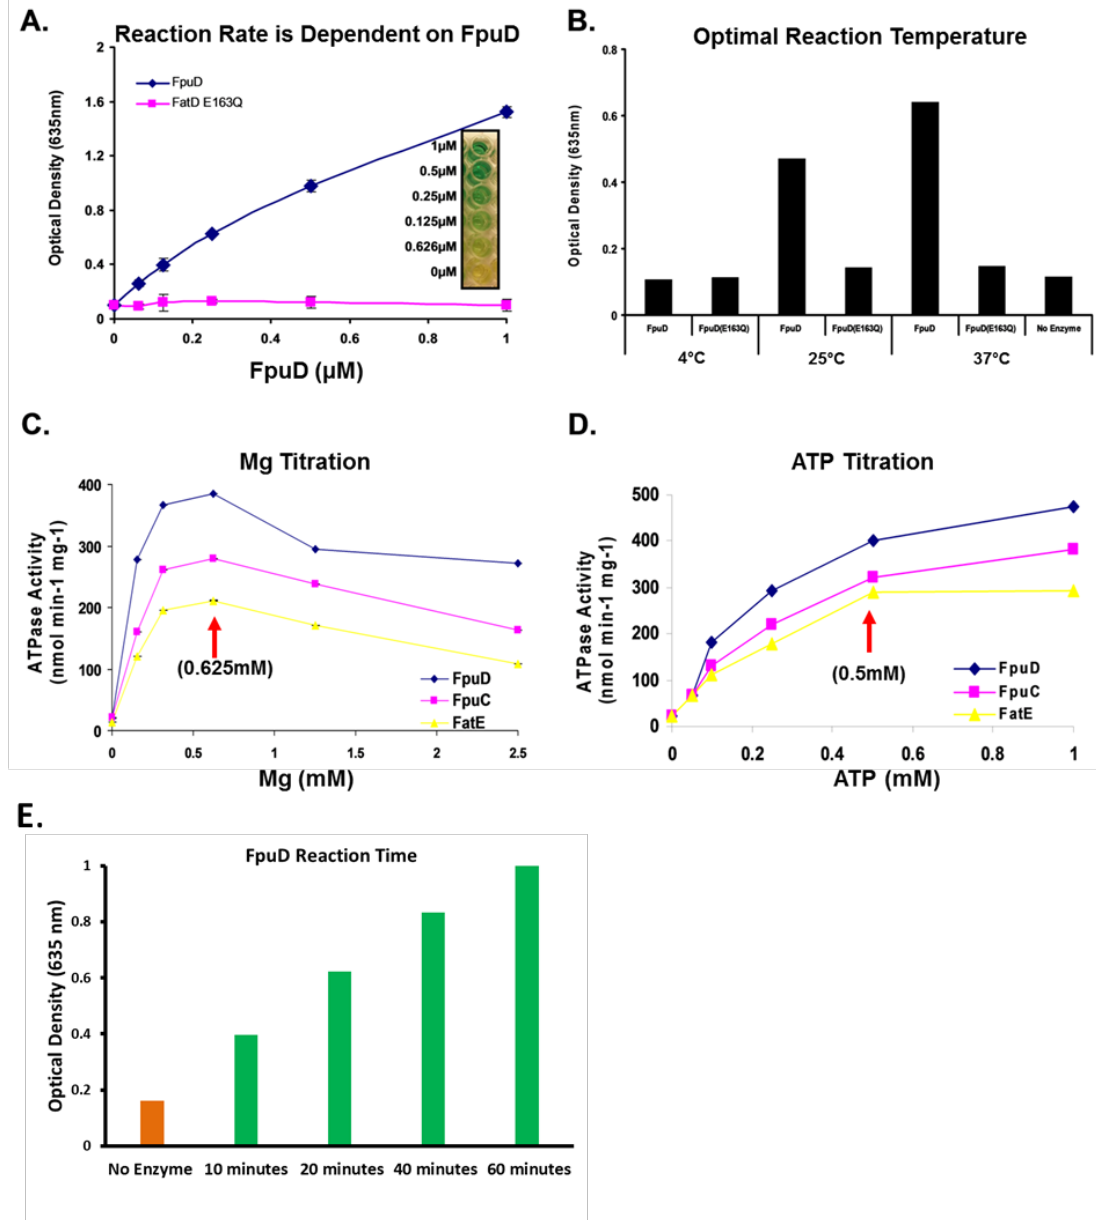 A.
Reaction Rate is Dependent on FpuD
2
1.6
1.2
0.8
0.4
0
Optical Density (635nm)
FpuD
FatD E163Q
1µM
0.5µM
0.25µM
0.125µM
0.626µM
0µM
0 0.2 0.4 0.6 0.8 1
FpuD (µM)
B.
Optimal Reaction Temperature
0.8
0.6
0.4
0.2
0
Optical Density (635nm)
FpuD FpuD(E163Q) FpuD FpuD(E163Q) FpuD FpuD(E163Q) No Enzyme
4°C 25°C 37°C
C.
Mg Titration
400
300
200
100
0
ATPase Activity
(nmol min-1 mg-1)
(0.625mM)
FpuD
FpuC
FatE
0 0.5 1 1.5 2 2.5
Mg (mM)
D.
ATP Titration
500
400
300
200
100
0
ATPase Activity
(nmol min-1 mg-1)
(0.5mM)
FpuD
FpuC
FatE
0 0.2 0.4 0.6 0.8 1
ATP (mM)
E.
FpuD Reaction Time
1
0.8
0.6
0.4
0.2
0
Optical Density (635 nm)
No Enzyme 10 minutes 20 minutes 40 minutes 60 minutes